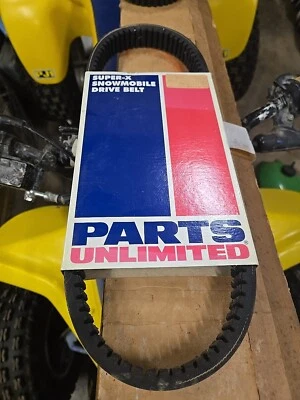 SUPER-X
SNOWMOBILE
DRIVE BELT
PARTS
UNLIMITED®